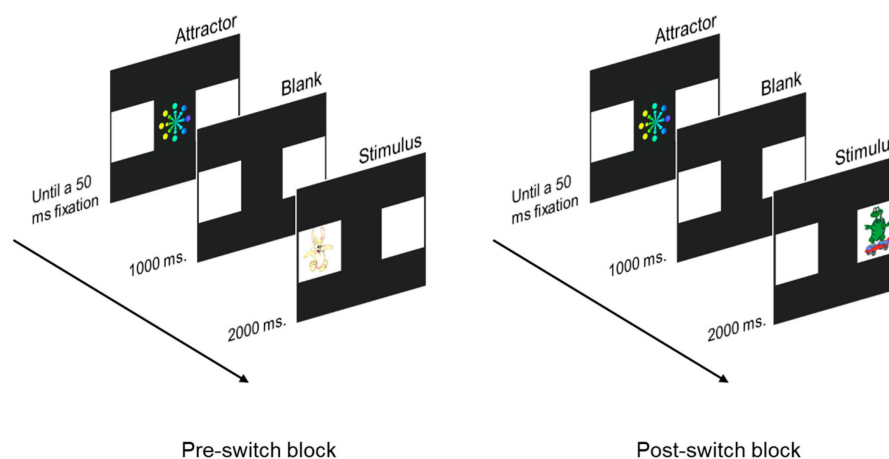 Attractor
Blank
Stimulus
Until a 50
ms fixation
1000 ms.
2000 ms.
Pre-switch block
Attractor
Blank
Stimulu
Until a 50
ms fixation
1000 ms.
2000 ms.
Post-switch block